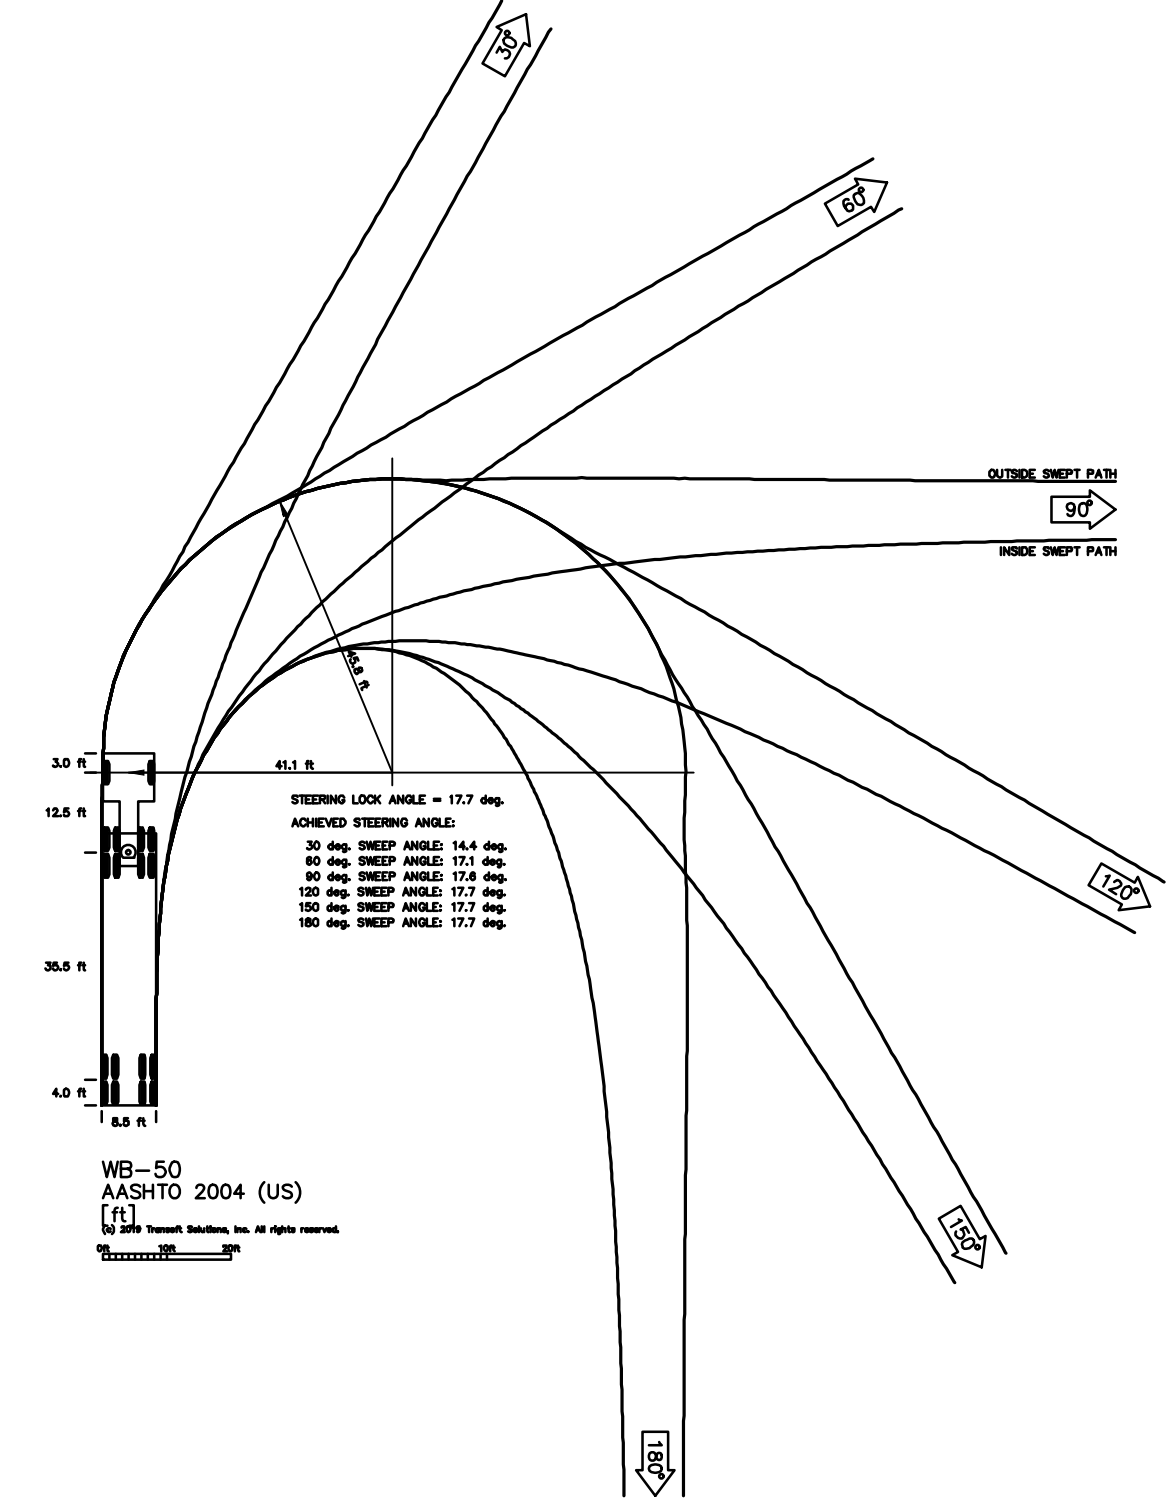 30°
60°
OUTSIDE SWEPT PATH
90°
INSIDE SWEPT PATH
45.8 ft
3.0 ft
41.1 ft
12.5 ft
STEERING LOCK ANGLE = 17.7 deg.
ACHIEVED STEERING ANGLE:
30 deg. SWEEP ANGLE: 14.4 deg.
60 deg. SWEEP ANGLE: 17.1 deg.
90 deg. SWEEP ANGLE: 17.6 deg.
120 deg. SWEEP ANGLE: 17.7 deg.
150 deg. SWEEP ANGLE: 17.7 deg.
180 deg. SWEEP ANGLE: 17.7 deg.
120°
35.5 ft
4.0 ft
8.5 ft
WB-50
AASHTO 2004 (US)
[ft]
(c) 2019 Transoft Solutions, Inc. All rights reserved.
0ft 10ft 20ft
150°
180°